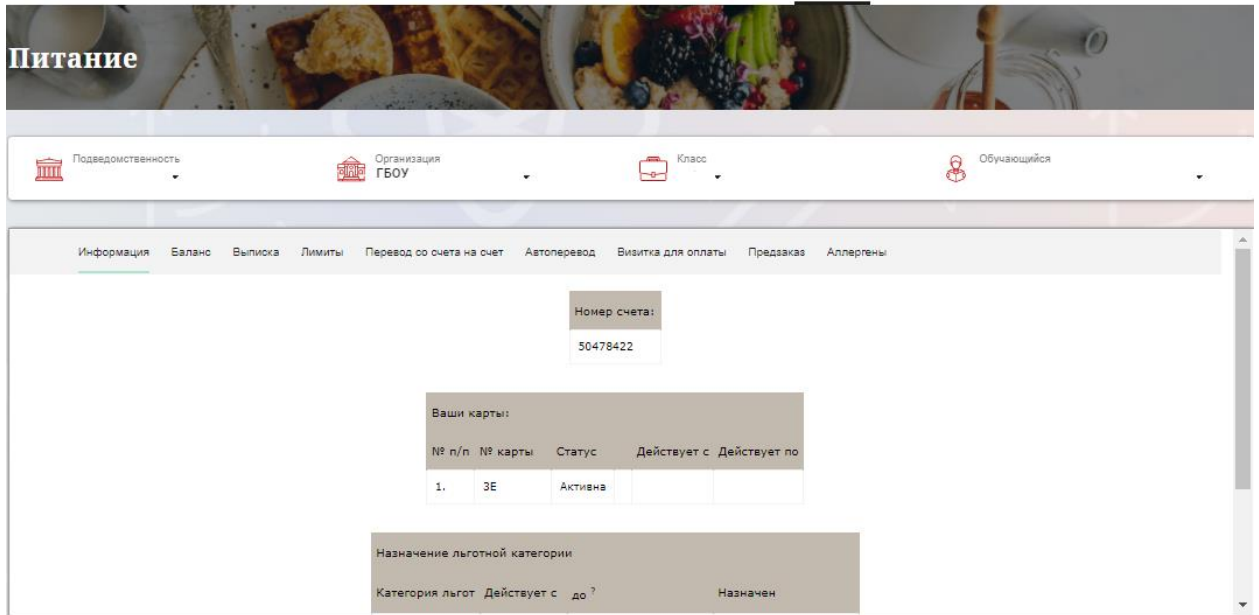 Питание
Подведомственность
Организация
ГБОУ
Класс
Обучающийся
Информация Баланс Выписка Лимиты Перевод со счета на счет Автоперевод Визитка для оплаты Предзаказ Аллергены
Номер счета:
50478422
Ваши карты:
№ п/п № карты Статус Действует с Действует по
1. 3E Активна
Назначение льготной категории
Категория льгот Действует с до ? Назначен